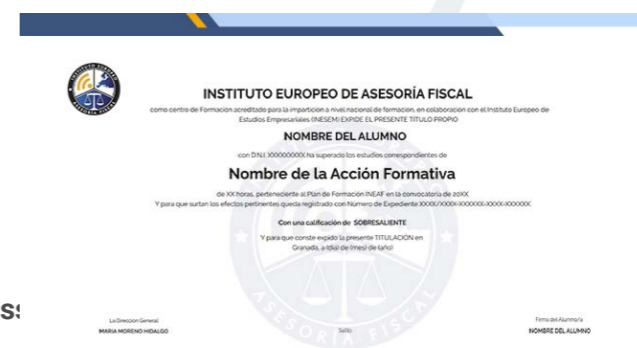 INSTITUTO EUROPEO DE ASESORÍA FISCAL
como centro de Formación acreditado para la impartición a nivel nacional de formación, en colaboración con el Instituto Europeo de
Estudios Empresariales (INESEM) EXPIDE EL PRESENTE TITULO PROPIO
NOMBRE DEL ALUMNO
con D.N.I. XXXXXXXXX ha superado los estudios correspondientes de
Nombre de la Acción Formativa
de XX horas, perteneciente al Plan de Formación INEAF en la convocatoria de 20XX
Y para que surtan los efectos pertinentes queda registrado con Número de Expediente XXXX/XXXX-XXXXXX-XXXX-XXXXXX.
Con una calificación de SOBRESALIENTE
Y para que conste expido la presente TITULACIÓN en
Granada, a (día) de (mes) de (año)
La Dirección General
MARIA MORENO HIDALGO
Sello
Firma del Alumno/a
NOMBRE DEL ALUMNO
ASESORÍA FISCAL